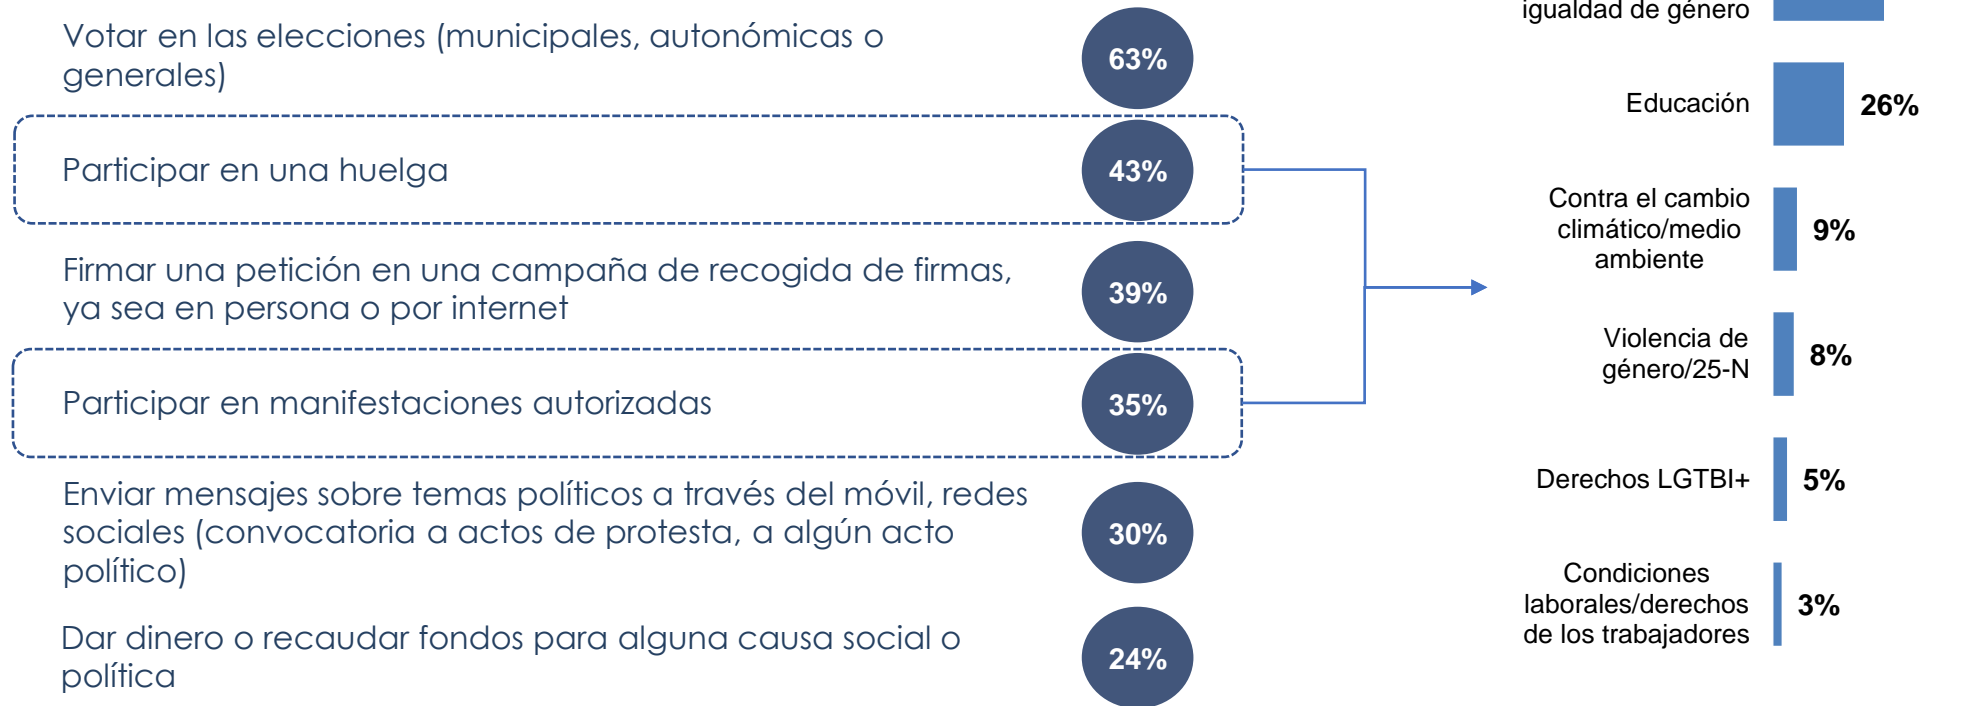 Votar en las elecciones (municipales, autonómicas o
generales)
63%
Participar en una huelga
43%
Firmar una petición en una campaña de recogida de firmas,
ya sea en persona o por internet
39%
Participar en manifestaciones autorizadas
35%
Enviar mensajes sobre temas políticos a través del móvil, redes
sociales (convocatoria a actos de protesta, a algún acto
político)
30%
Dar dinero o recaudar fondos para alguna causa social o
política
24%
igualdad de género
Educación
26%
Contra el cambio
climático/medio
ambiente
9%
Violencia de
género/25-N
8%
Derechos LGTBI+
5%
Condiciones
laborales/derechos
de los trabajadores
3%